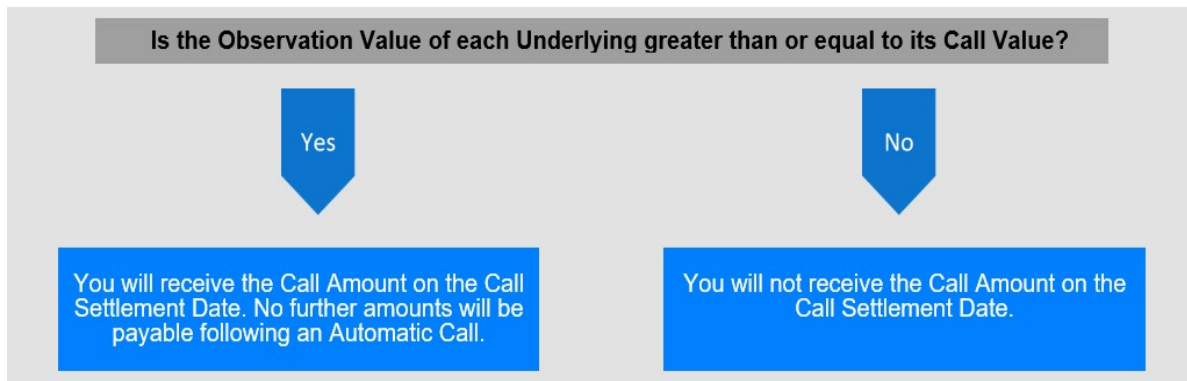 Is the Observation Value of each Underlying greater than or equal to its Call Value?
Yes
No
You will receive the Call Amount on the Call
Settlement Date. No further amounts will be
payable following an Automatic Call.
You will not receive the Call Amount on the
Call Settlement Date.